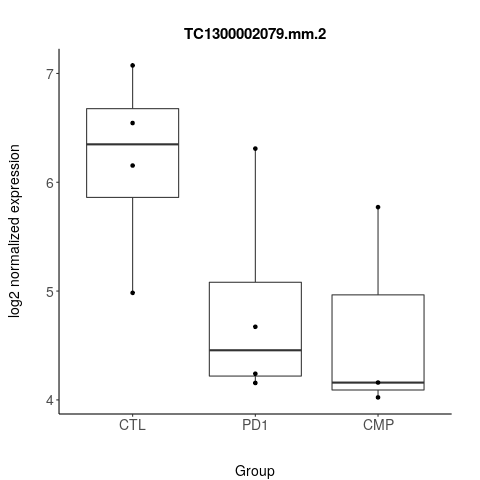 TC1300002079.mm.2
log2 normalized expression
7
6
5
4
CTL PD1 CMP
Group